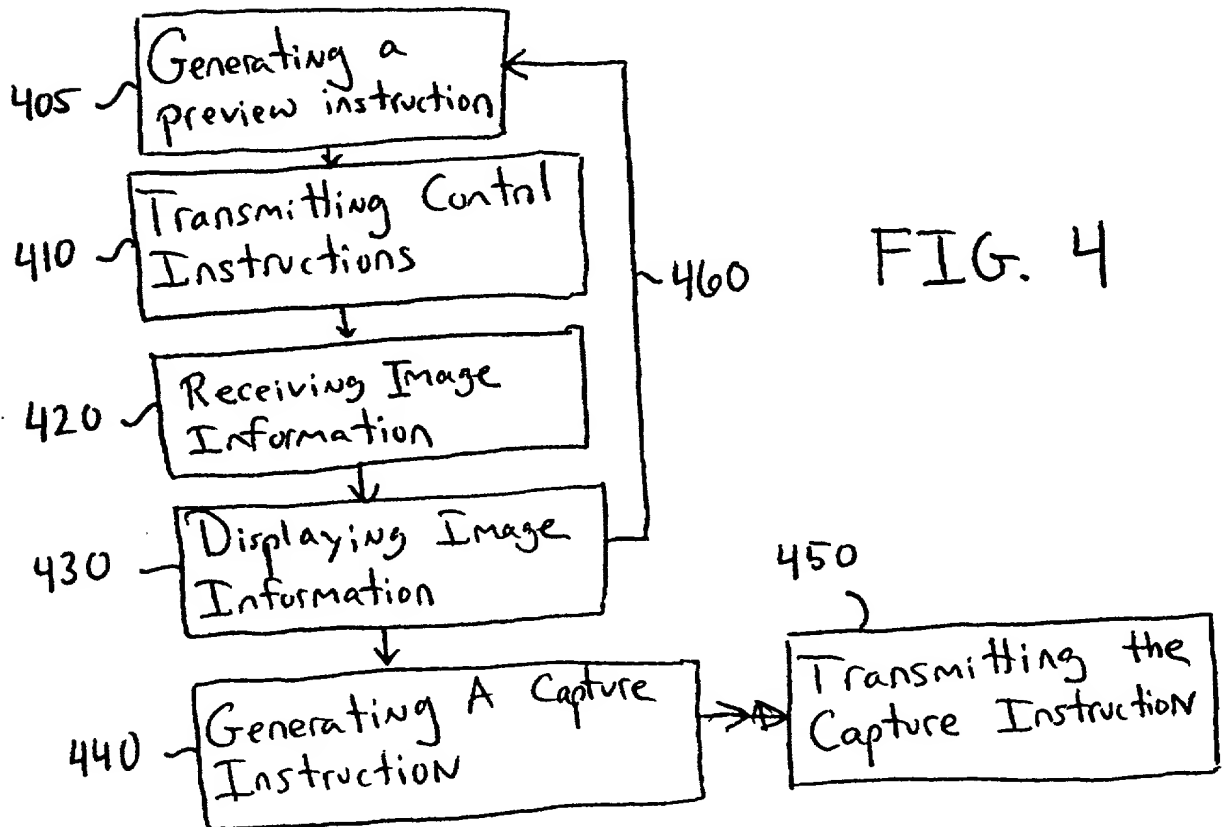 405
Generating a
preview instruction
410
Transmitting Contrl
Instructions
460
FIG. 4
420
Receiving Image
Information
430
Displaying Image
Information
450
440
Generating A Capture
Instruction
Transmitting the
Capture Instruction